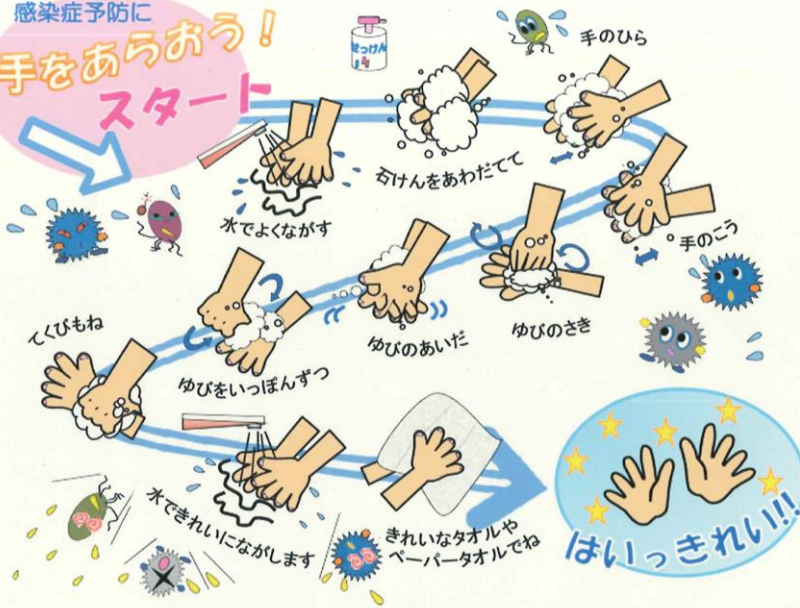 感染症予防に
手をあらおう!
スタート
せっけん
手のひら
石けんをあわだてて
水でよくながす
手のこう
ゆびのさき
ゆびのあいだ
ゆびをいっぽんずつ
てくびもね
水できれいにながします
きれいなタオルや
ペーパータオルでね
はいっきれい!!